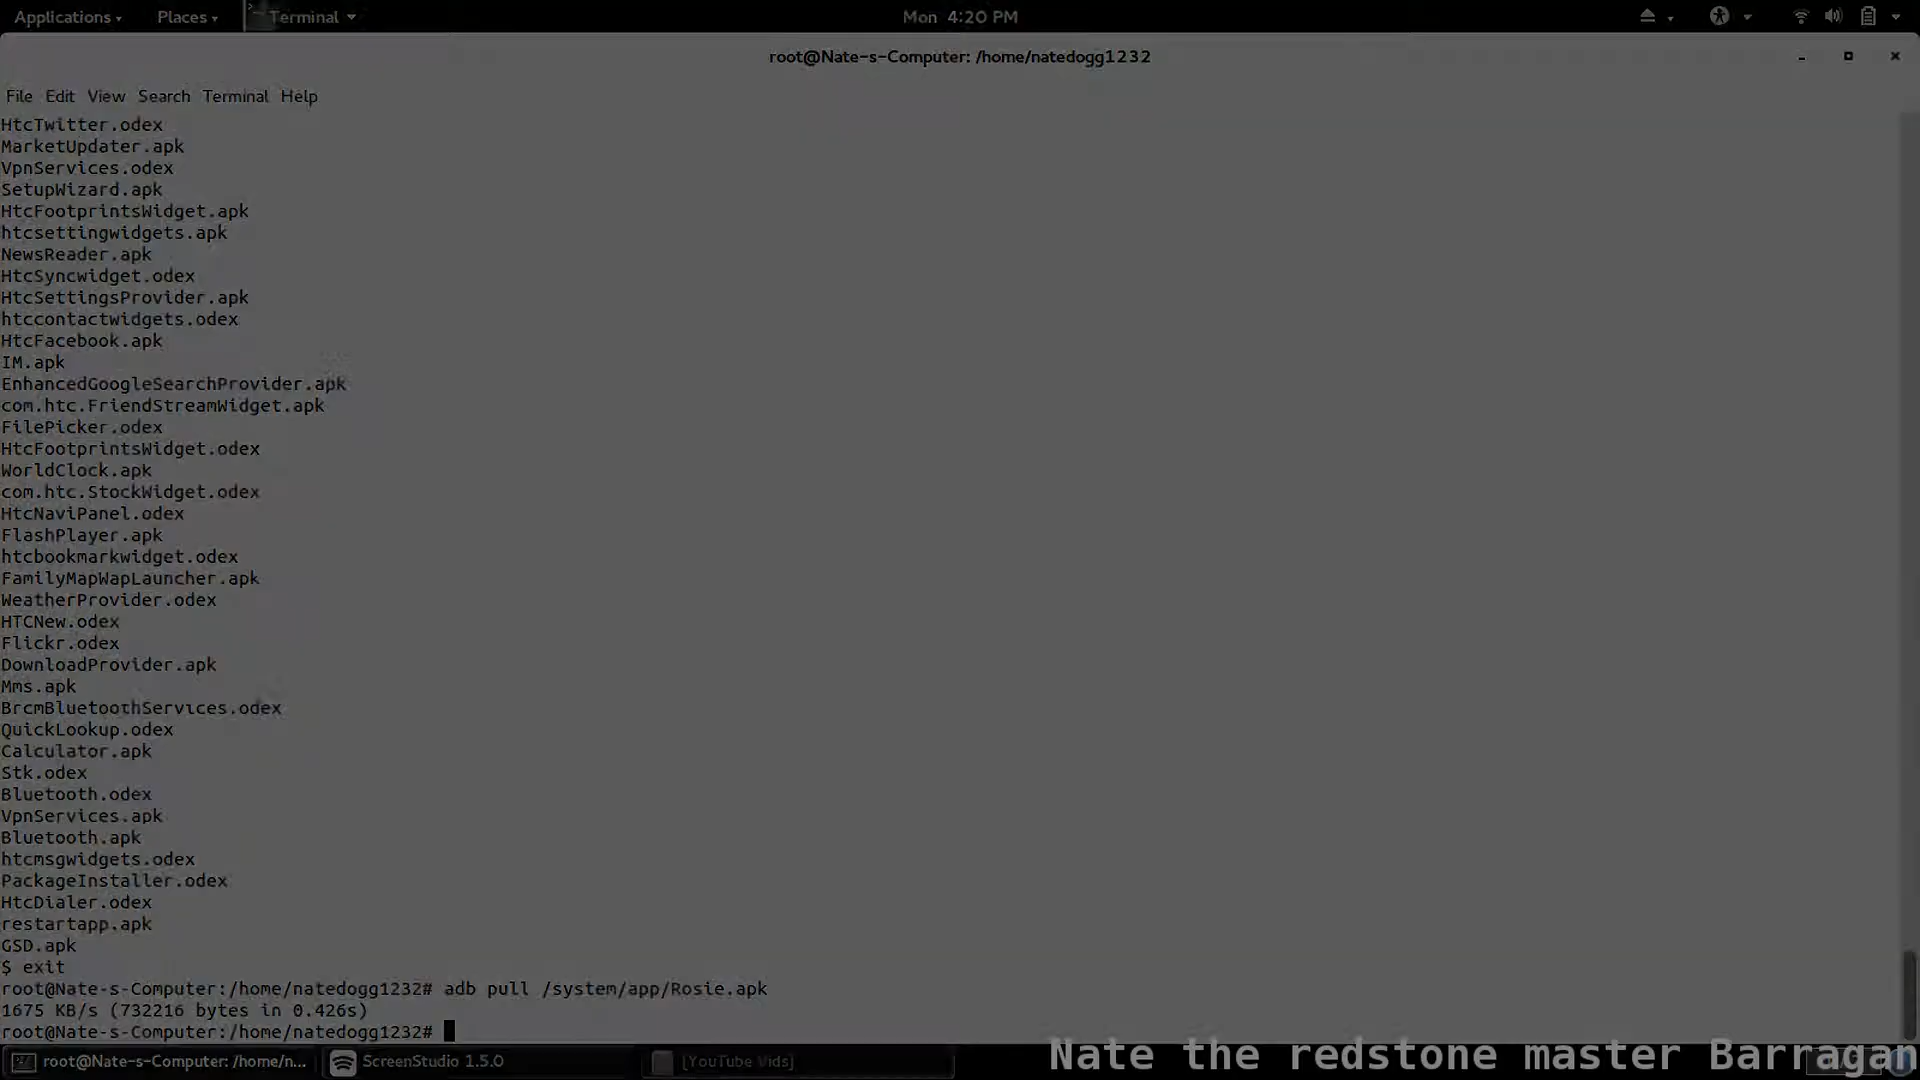 Applications Places Terminal Mon 4:20 PM
root@Nate-s-Computer: /home/natedogg1232
File Edit View Search Terminal Help
HtcTwitter.odex
MarketUpdater.apk
VpnServices.odex
SetupWizard.apk
HtcFootprintsWidget.apk
htcsettingwidgets.apk
NewsReader.apk
HtcSyncwidget.odex
HtcSettingsProvider.apk
htccontactwidgets.odex
HtcFacebook.apk
IM.apk
EnhancedGoogleSearchProvider.apk
com.htc.FriendStreamWidget.apk
FilePicker.odex
HtcFootprintsWidget.odex
WorldClock.apk
com.htc.StockWidget.odex
HtcNaviPanel.odex
FlashPlayer.apk
htcbookmarkwidget.odex
FamilyMapWapLauncher.apk
WeatherProvider.odex
HTCNew.odex
Flickr.odex
DownloadProvider.apk
Mms.apk
BrcmBluetoothServices.odex
QuickLookup.odex
Calculator.apk
Stk.odex
Bluetooth.odex
VpnServices.apk
Bluetooth.apk
htcmsgwidgets.odex
PackageInstaller.odex
HtcDialer.odex
restartapp.apk
GSD.apk
$ exit
root@Nate-s-Computer:/home/natedogg1232# adb pull /system/app/Rosie.apk
1675 KB/s (732216 bytes in 0.426s)
root@Nate-s-Computer:/home/natedogg1232#
root@Nate-s-Computer: /home/n... ScreenStudio 1.5.0 [YouTube Vids]
Nate the redstone master Barragan